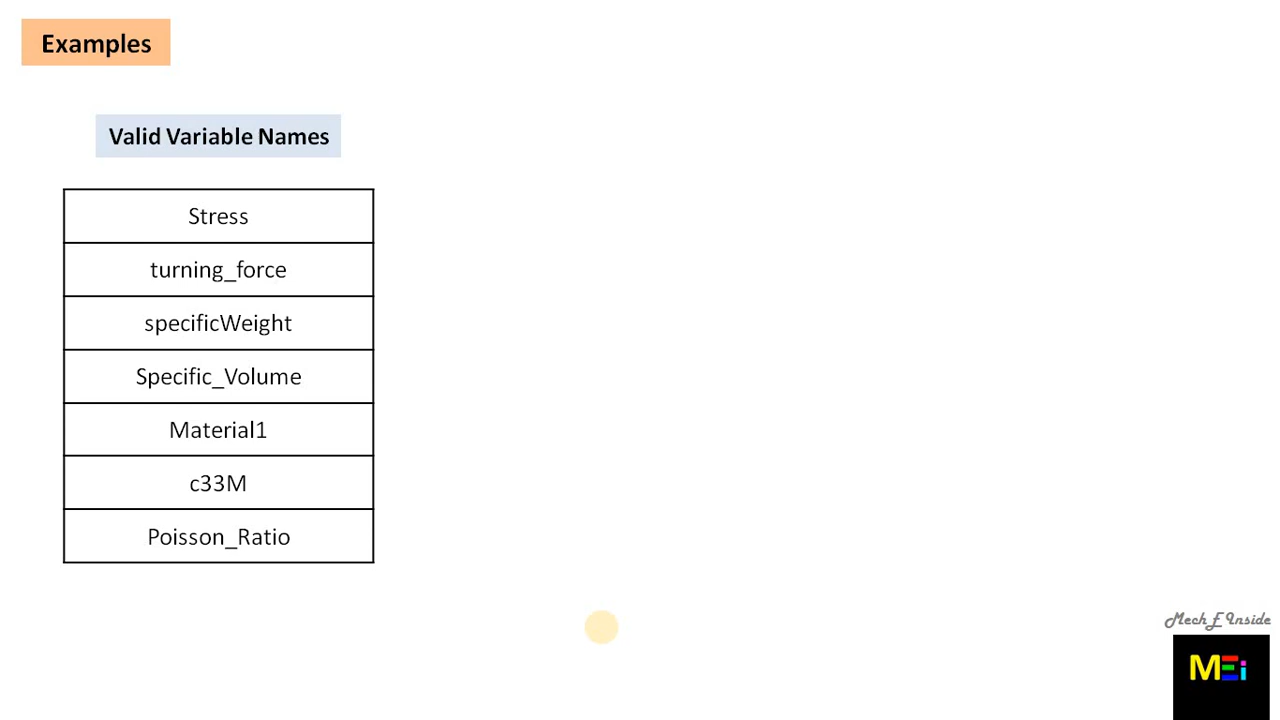 Examples
Valid Variable Names
Stress
turning_force
specificWeight
Specific_Volume
Material1
c33M
Poisson_Ratio
Mech E Inside
MEi